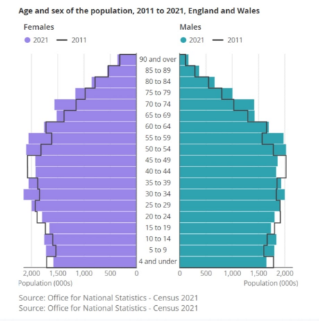 Age and sex of the population, 2011 to 2021, England and Wales
Females
Males
2021 2011
2021 2011
90 and over
85 to 89
80 to 84
75 to 79
70 to 74
65 to 69
60 to 64
55 to 59
50 to 54
45 to 49
40 to 44
35 to 39
30 to 34
25 to 29
20 to 24
15 to 19
10 to 14
5 to 9
4 and under
2,000 1,500 1,000 500 0
0 500 1,000 1,500 2,000
Population (000s)
Population (000s)
Source: Office for National Statistics - Census 2021
Source: Office for National Statistics - Census 2021